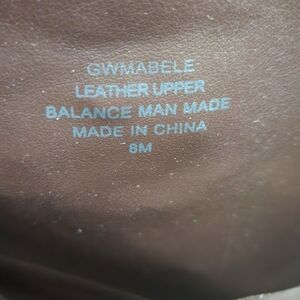 GWMABELE
LEATHER UPPER
BALANCE MAN MADE
MADE IN CHINA
8M